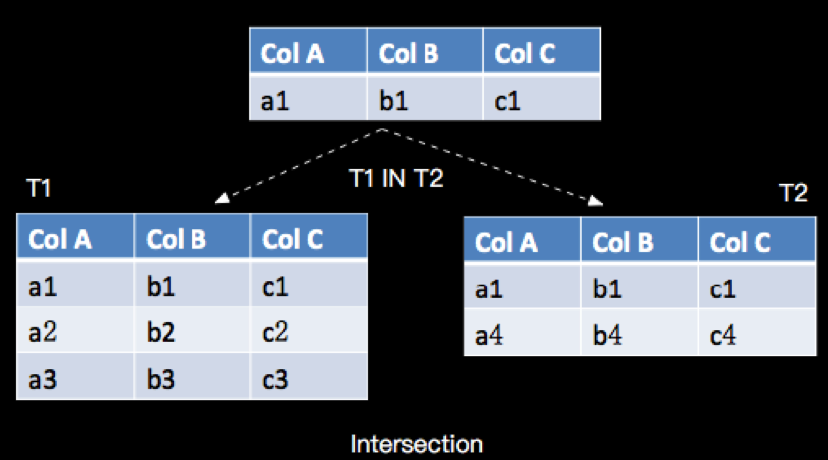 Col A Col B Col C
a1 b1 c1
T1 IN T2
T1
Col A Col B Col C
a1 b1 c1
a2 b2 c2
a3 b3 c3
T2
Col A Col B Col C
a1 b1 c1
a4 b4 c4
Intersection